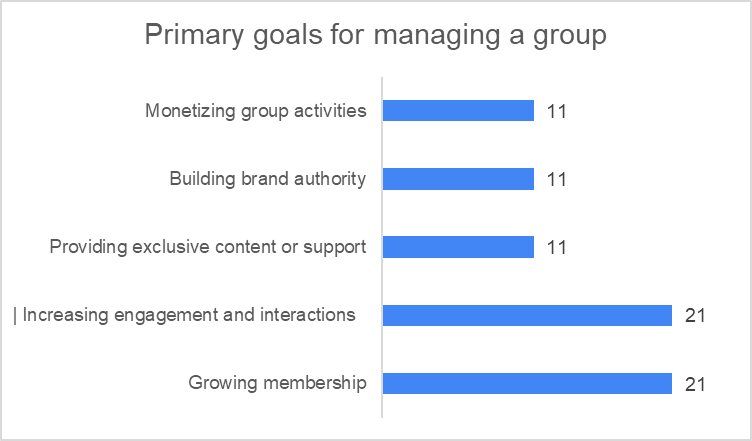 Primary goals for managing a group
Monetizing group activities 11
Building brand authority 11
Providing exclusive content or support 11
| Increasing engagement and interactions 21
Growing membership 21